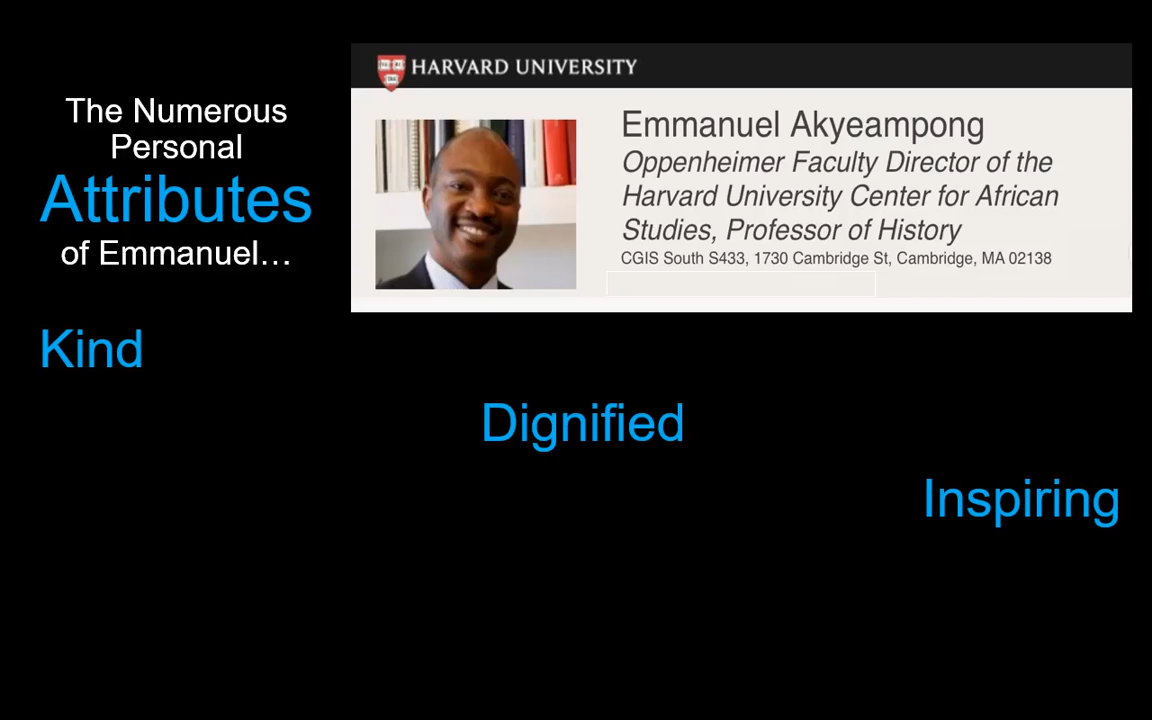 The Numerous
Personal
Attributes
of Emmanuel…
HARVARD UNIVERSITY
Emmanuel Akyeampong
Oppenheimer Faculty Director of the
Harvard University Center for African
Studies, Professor of History
CGIS South S433, 1730 Cambridge St, Cambridge, MA 02138
Kind
Dignified
Inspiring